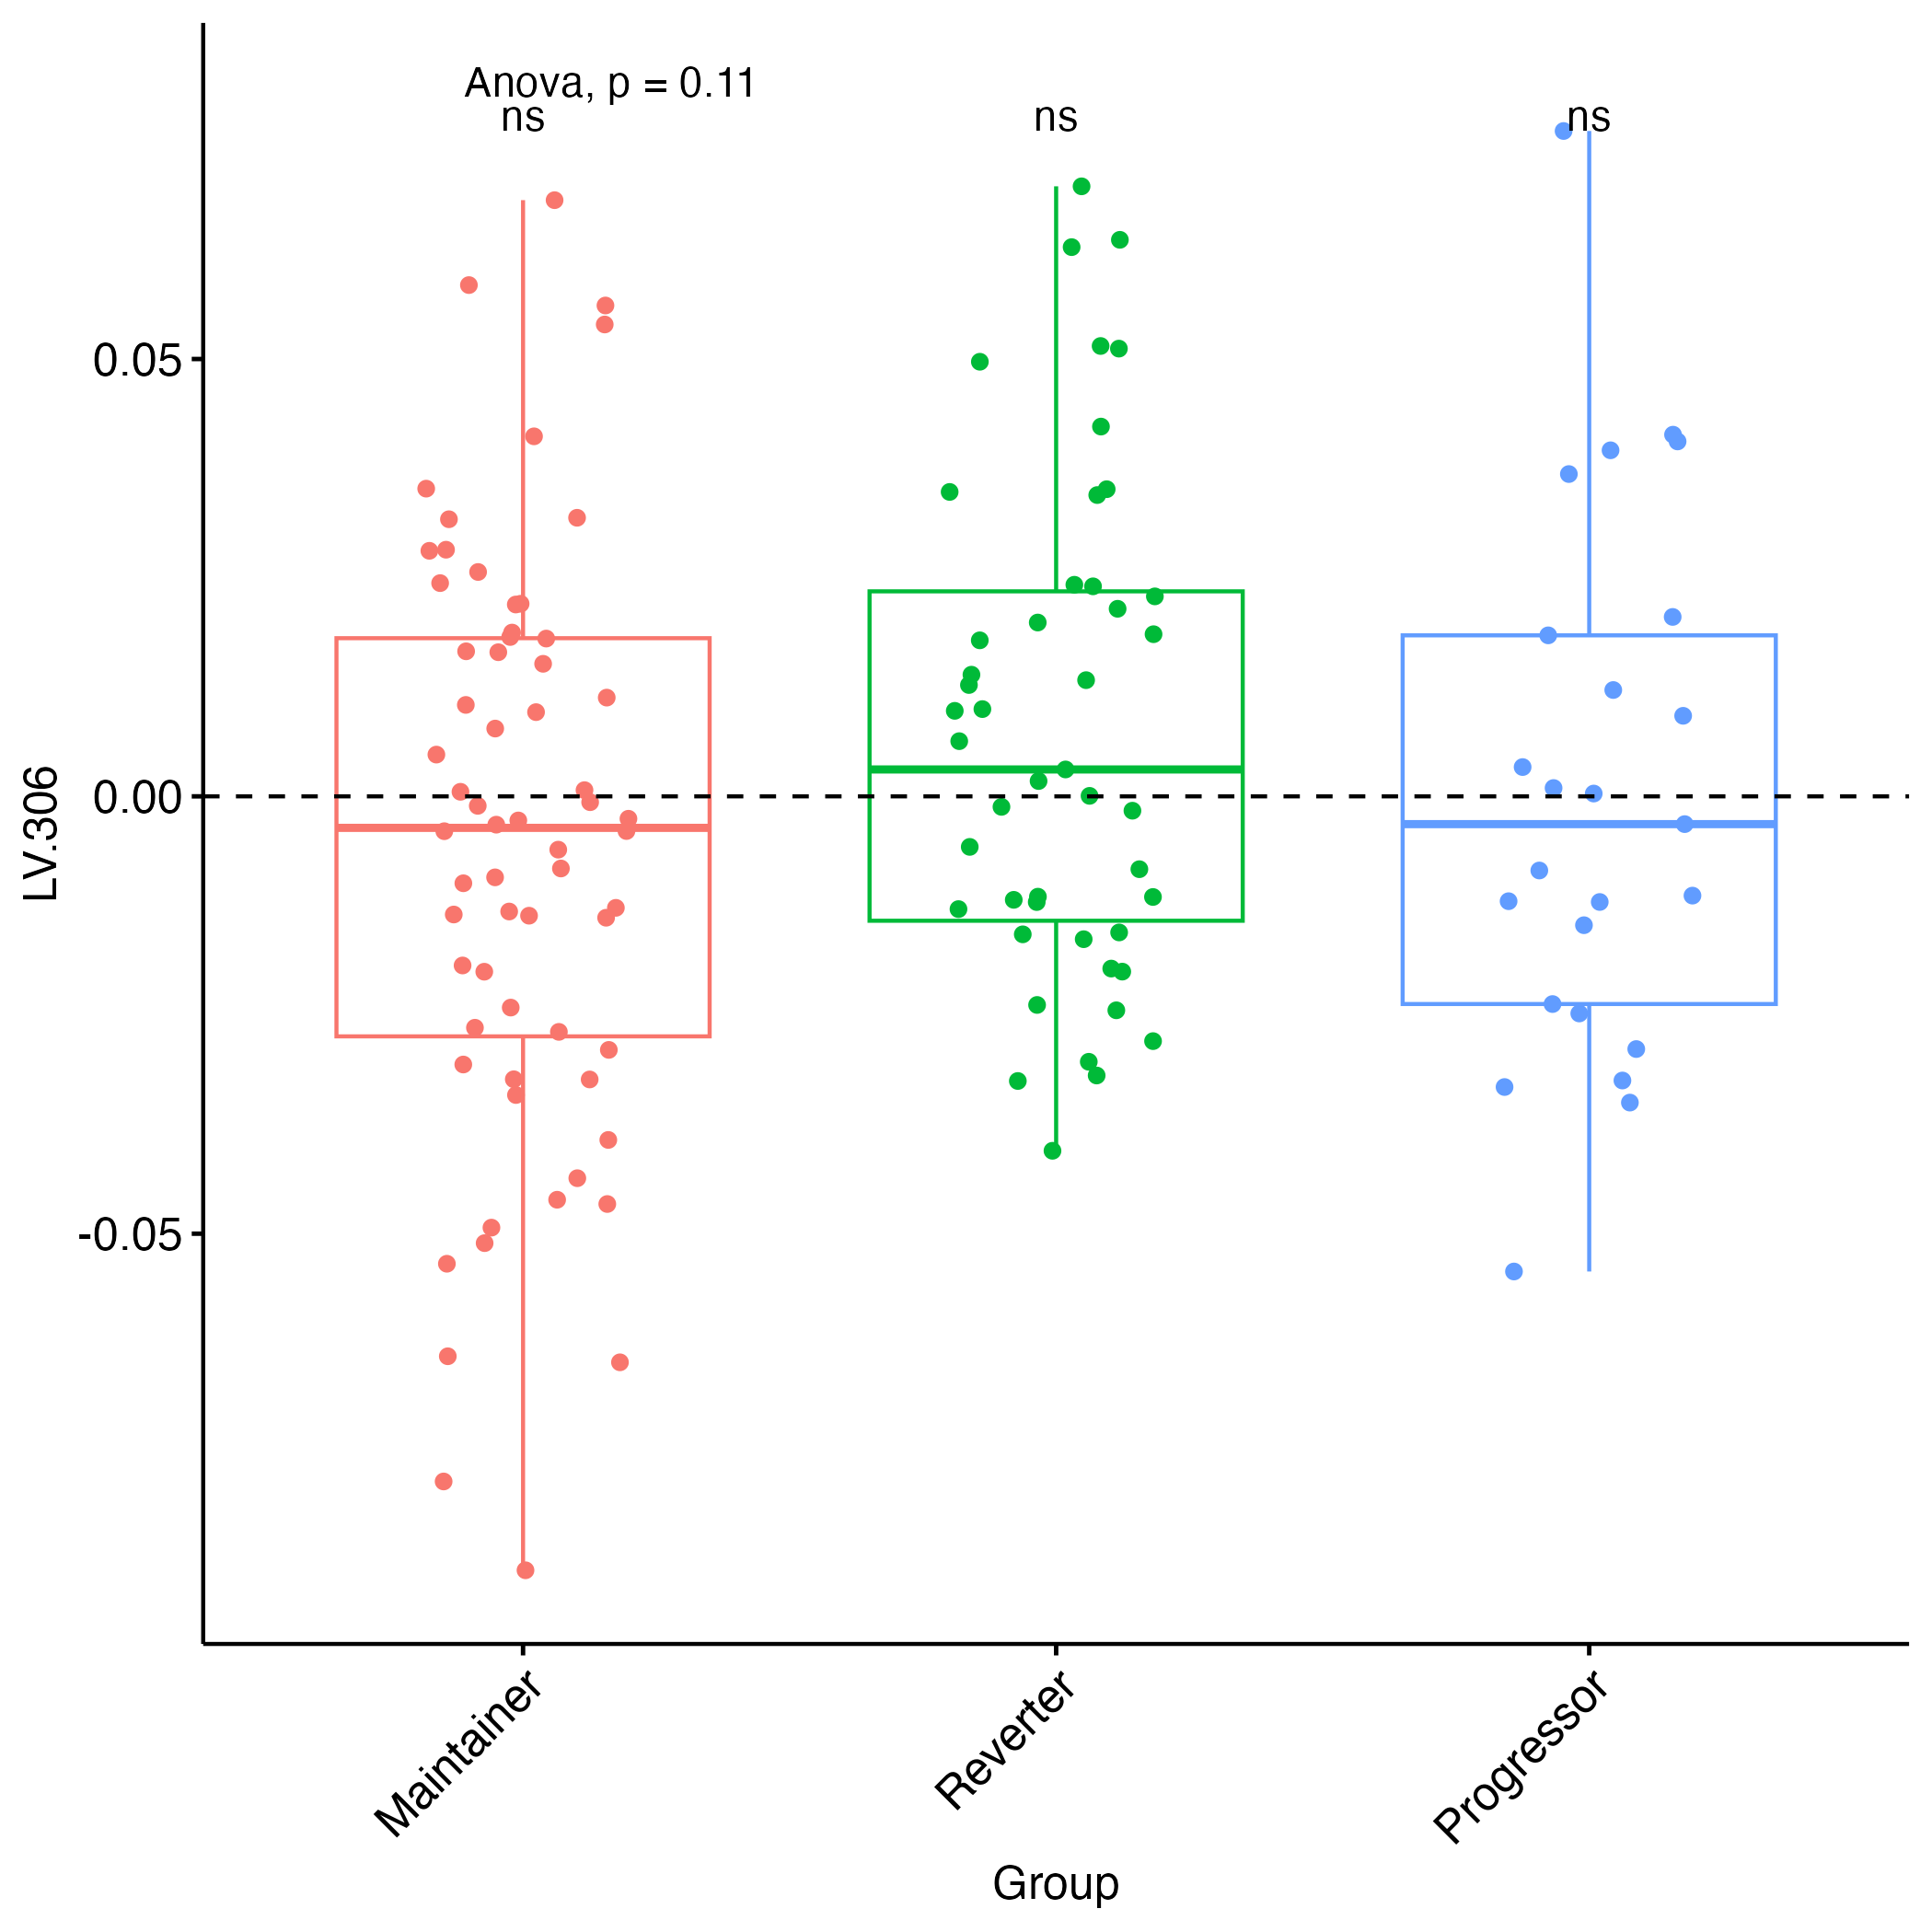 Anova, p = 0.11
ns ns ns
0.05
0.00
-0.05
LV.306
Maintainer Reverter Progressor
Group